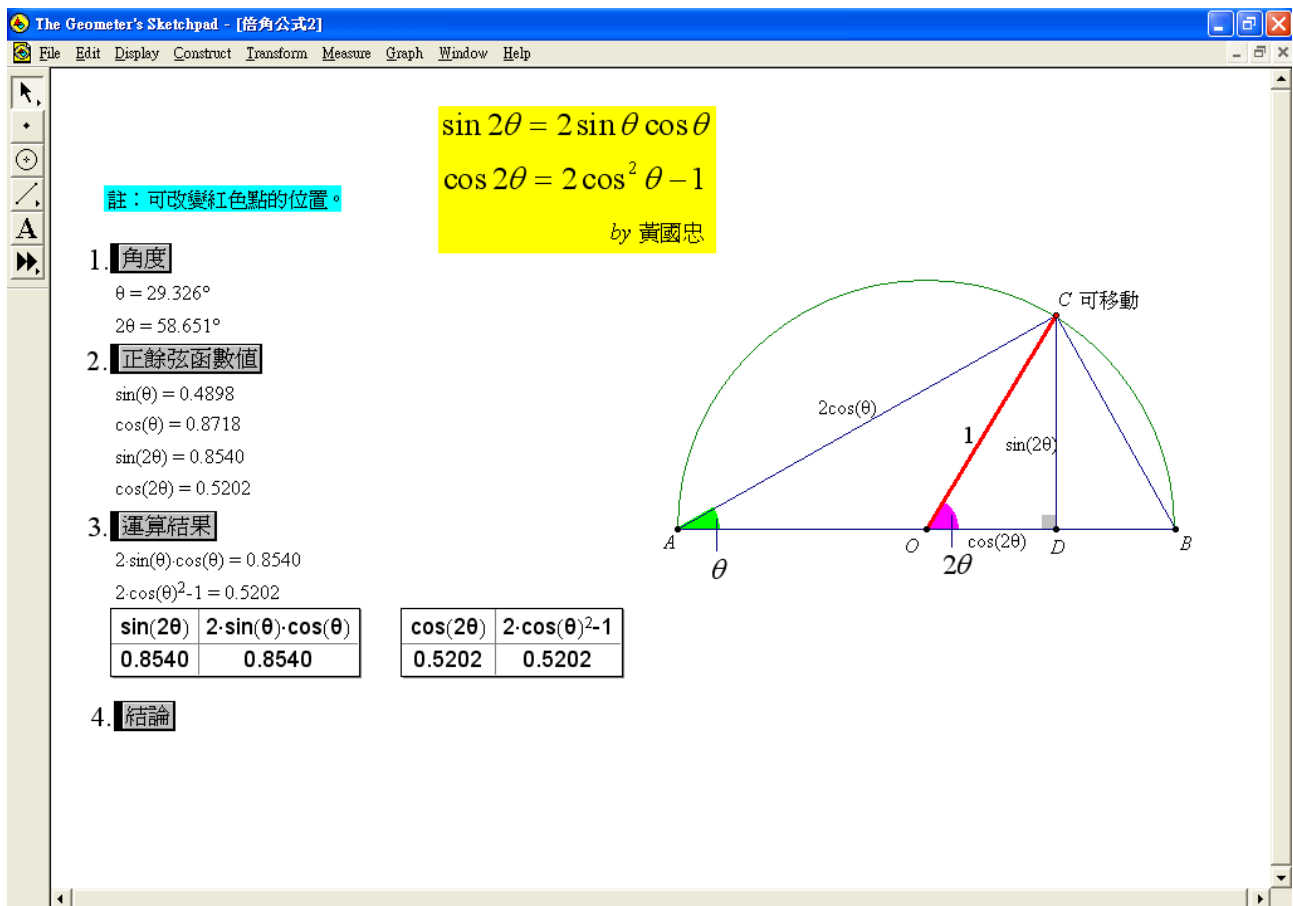 The Geometer's Sketchpad - [倍角公式2]
File Edit Display Construct Transform Measure Graph Window Help
A
sin 2θ = 2 sin θ cos θ
cos 2θ = 2 cos² θ − 1
by 黃國忠
註：可改變紅色點的位置。
1. 角度
θ = 29.326°
2θ = 58.651°
2. 正餘弦函數值
sin(θ) = 0.4898
cos(θ) = 0.8718
sin(2θ) = 0.8540
cos(2θ) = 0.5202
3. 運算結果
2·sin(θ)·cos(θ) = 0.8540
2·cos(θ)²-1 = 0.5202
sin(2θ) 2·sin(θ)·cos(θ)
0.8540 0.8540
cos(2θ) 2·cos(θ)²-1
0.5202 0.5202
4. 結論
C 可移動
2cos(θ)
1
sin(2θ)
A
O
cos(2θ)
D
B
θ
2θ